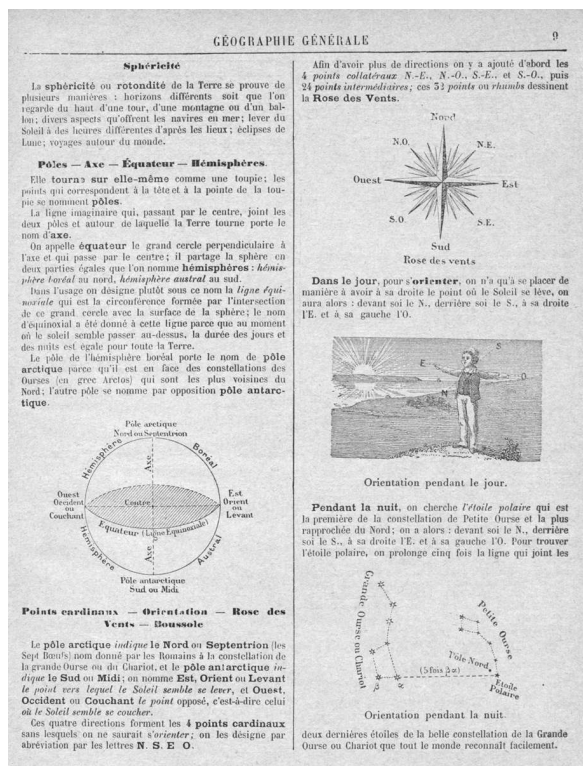 GÉOGRAPHIE GÉNÉRALE
9
Sphéricité
La sphéricité ou rotondité de la Terre se prouve de
plusieurs manières : horizons différents soit que l'on
regarde du haut d'une tour, d'une montagne ou d'un bal-
lon; divers aspects qu'offrent les navires en mer; lever du
Soleil à des heures différentes d'après les lieux; éclipses de
Lune; voyages autour du monde.
Pôles — Axe — Équateur — Hémisphères.
Elle tourne sur elle-même comme une toupie; les
points qui correspondent à la tête et à la pointe de la tou-
pie se nomment pôles.
La ligne imaginaire qui, passant par le centre, joint les
deux pôles et autour de laquelle la Terre tourne porte le
nom d'axe.
On appelle équateur le grand cercle perpendiculaire à
l'axe et qui passe par le centre; il partage la sphère en
deux parties égales que l'on nomme hémisphères : hémis-
phère boréal au nord, hémisphère austral au sud.
Dans l'usage on désigne plutôt sous ce nom la ligne équi-
noxiale qui est la circonférence formée par l'intersection
de ce grand cercle avec la surface de la sphère; le nom
d'équinoxial a été donné à cette ligne parce que au moment
où le soleil semble passer au-dessus, la durée des jours et
des nuits est égale pour toute la Terre.
Le pôle de l'hémisphère boréal porte le nom de pôle
arctique parce qu'il est en face des constellations des
Ourses (en grec Arctos) qui sont les plus voisines du
Nord; l'autre pôle se nomme par opposition pôle antarc-
tique.
Pôle arctique
Nord ou Septentrion
Hémisphère
Boréal
Axe
Ouest
Occident
ou
Couchant
Centre
Est
Orient
ou
Levant
Equateur (Ligne Equinoxiale)
Axe
Hémisphère
Austral
Pôle antarctique
Sud ou Midi
Points cardinaux — Orientation — Rose des
Vents — Boussole
Le pôle arctique indique le Nord ou Septentrion (les
Sept Bœufs) nom donné par les Romains à la constellation de
la grande Ourse ou du Chariot, et le pôle antarctique in-
dique le Sud ou Midi; on nomme Est, Orient ou Levant
le point vers lequel le Soleil semble se lever, et Ouest,
Occident ou Couchant le point opposé, c'est-à-dire celui
où le Soleil semble se coucher.
Ces quatre directions forment les 4 points cardinaux
sans lesquels on ne saurait s'orienter; on les désigne par
abréviation par les lettres N. S. E O.
Afin d'avoir plus de directions on y a ajouté d'abord les
4 points collatéraux N.-E., N.-O., S.-E.. et S.-O., puis
24 points intermédiaires; ces 32 points ou rhumbs dessinent
la Rose des Vents.
Nord
N.O.
N.E.
Ouest
Est
S.O.
S.E.
Sud
Rose des vents
Dans le jour, pour s'orienter, on n'a qu'à se placer de
manière à avoir à sa droite le point où le Soleil se lève, on
aura alors : devant soi le N., derrière soi le S., à sa droite
l'E. et à sa gauche l'O.
S
E
O
N
Orientation pendant le jour.
Pendant la nuit, on cherche l'étoile polaire qui est
la première de la constellation de Petite Ourse et la plus
rapprochée du Nord; on a alors : devant soi le N., derrière
soi le S., à sa droite l'E. et à sa gauche l'O. Pour trouver
l'étoile polaire, on prolonge cinq fois la ligne qui joint les
Grande Ourse ou Chariot
Petite Ourse
Pôle Nord
(5 fois β α)
β
α
Etoile
Polaire
Orientation pendant la nuit
deux dernières étoiles de la belle constellation de la Grande
Ourse ou Chariot que tout le monde reconnaît facilement.